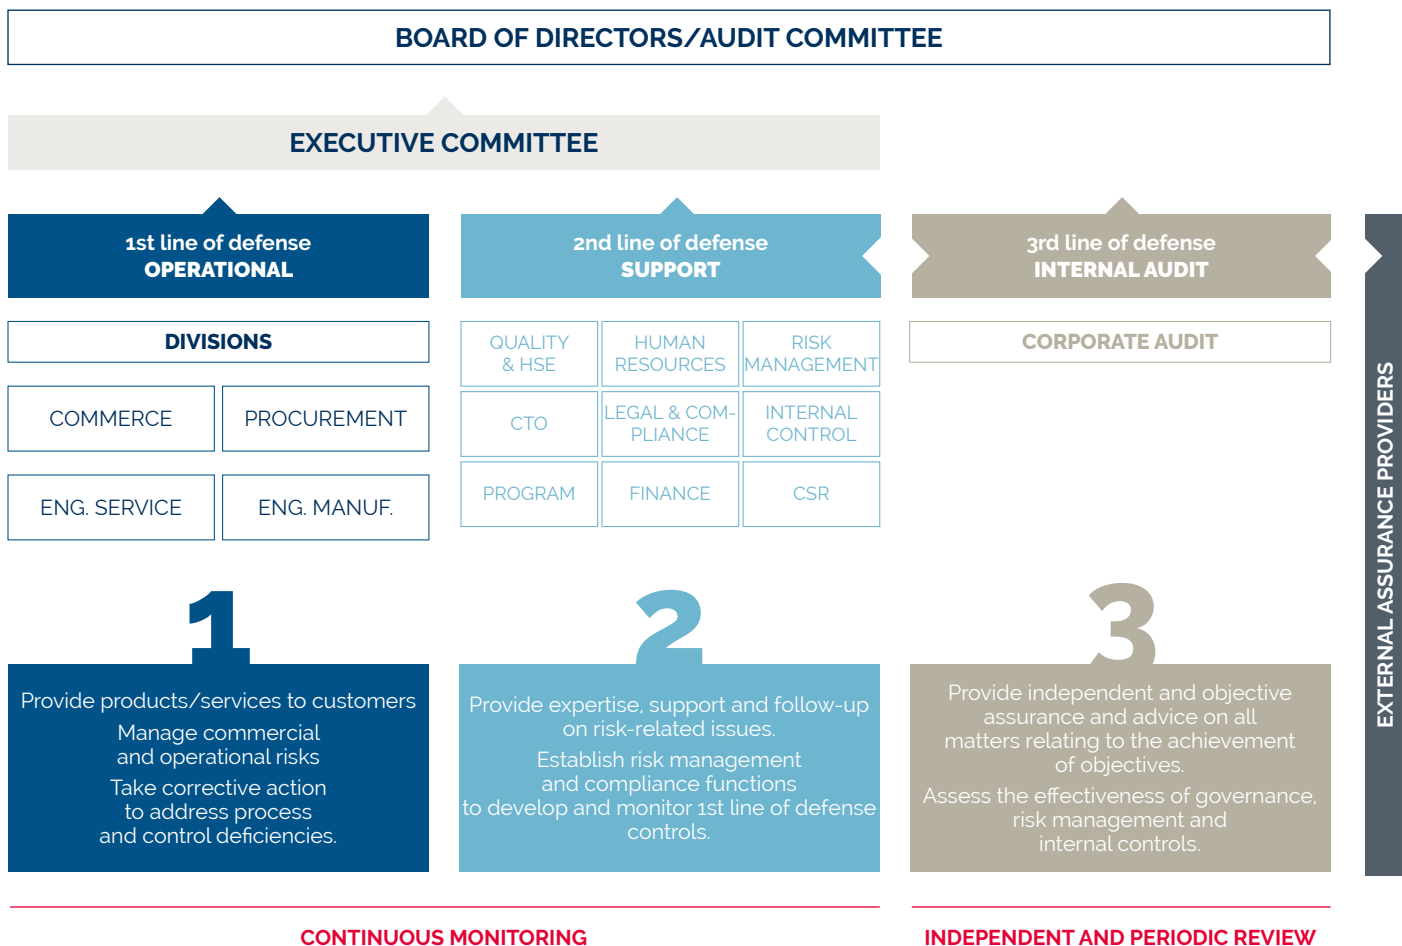 BOARD OF DIRECTORS/AUDIT COMMITTEE
EXECUTIVE COMMITTEE
1st line of defense
OPERATIONAL
DIVISIONS
COMMERCE
PROCUREMENT
ENG. SERVICE
ENG. MANUF.
2nd line of defense
SUPPORT
QUALITY
& HSE
HUMAN
RESOURCES
RISK
MANAGEMENT
CTO
LEGAL & COM-
PLIANCE
INTERNAL
CONTROL
PROGRAM
FINANCE
CSR
3rd line of defense
INTERNAL AUDIT
CORPORATE AUDIT
EXTERNAL ASSURANCE PROVIDERS
1
Provide products/services to customers
Manage commercial
and operational risks
Take corrective action
to address process
and control deficiencies.
2
Provide expertise, support and follow-up
on risk-related issues.
Establish risk management
and compliance functions
to develop and monitor 1st line of defense
controls.
3
Provide independent and objective
assurance and advice on all
matters relating to the achievement
of objectives.
Assess the effectiveness of governance,
risk management and
internal controls.
CONTINUOUS MONITORING
INDEPENDENT AND PERIODIC REVIEW